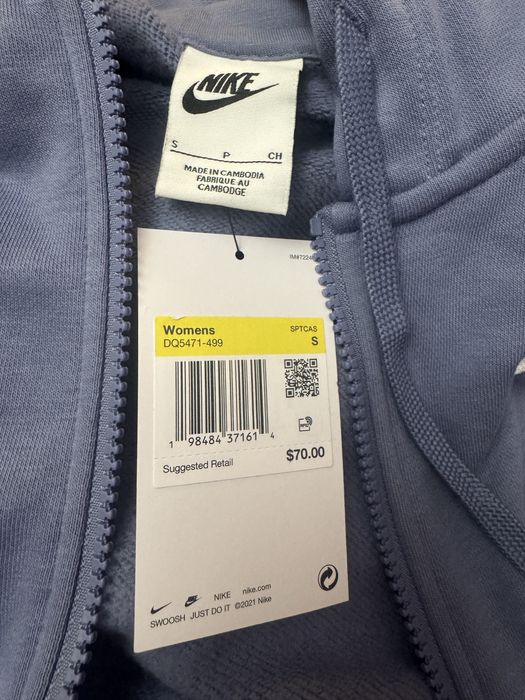 NIKE
S P CH
MADE IN CAMBODIA
FABRIQUE AU
CAMBODGE
Womens SPTCAS
DQ5471-499 S
1 98484 37161 4
Suggested Retail $70.00
NIKE nike.com
SWOOSH JUST DO IT ©2021 Nike